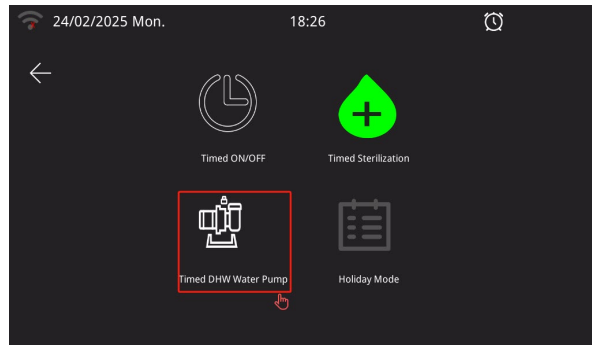 24/02/2025 Mon.
18:26
Timed ON/OFF
Timed Sterilization
Timed DHW Water Pump
Holiday Mode